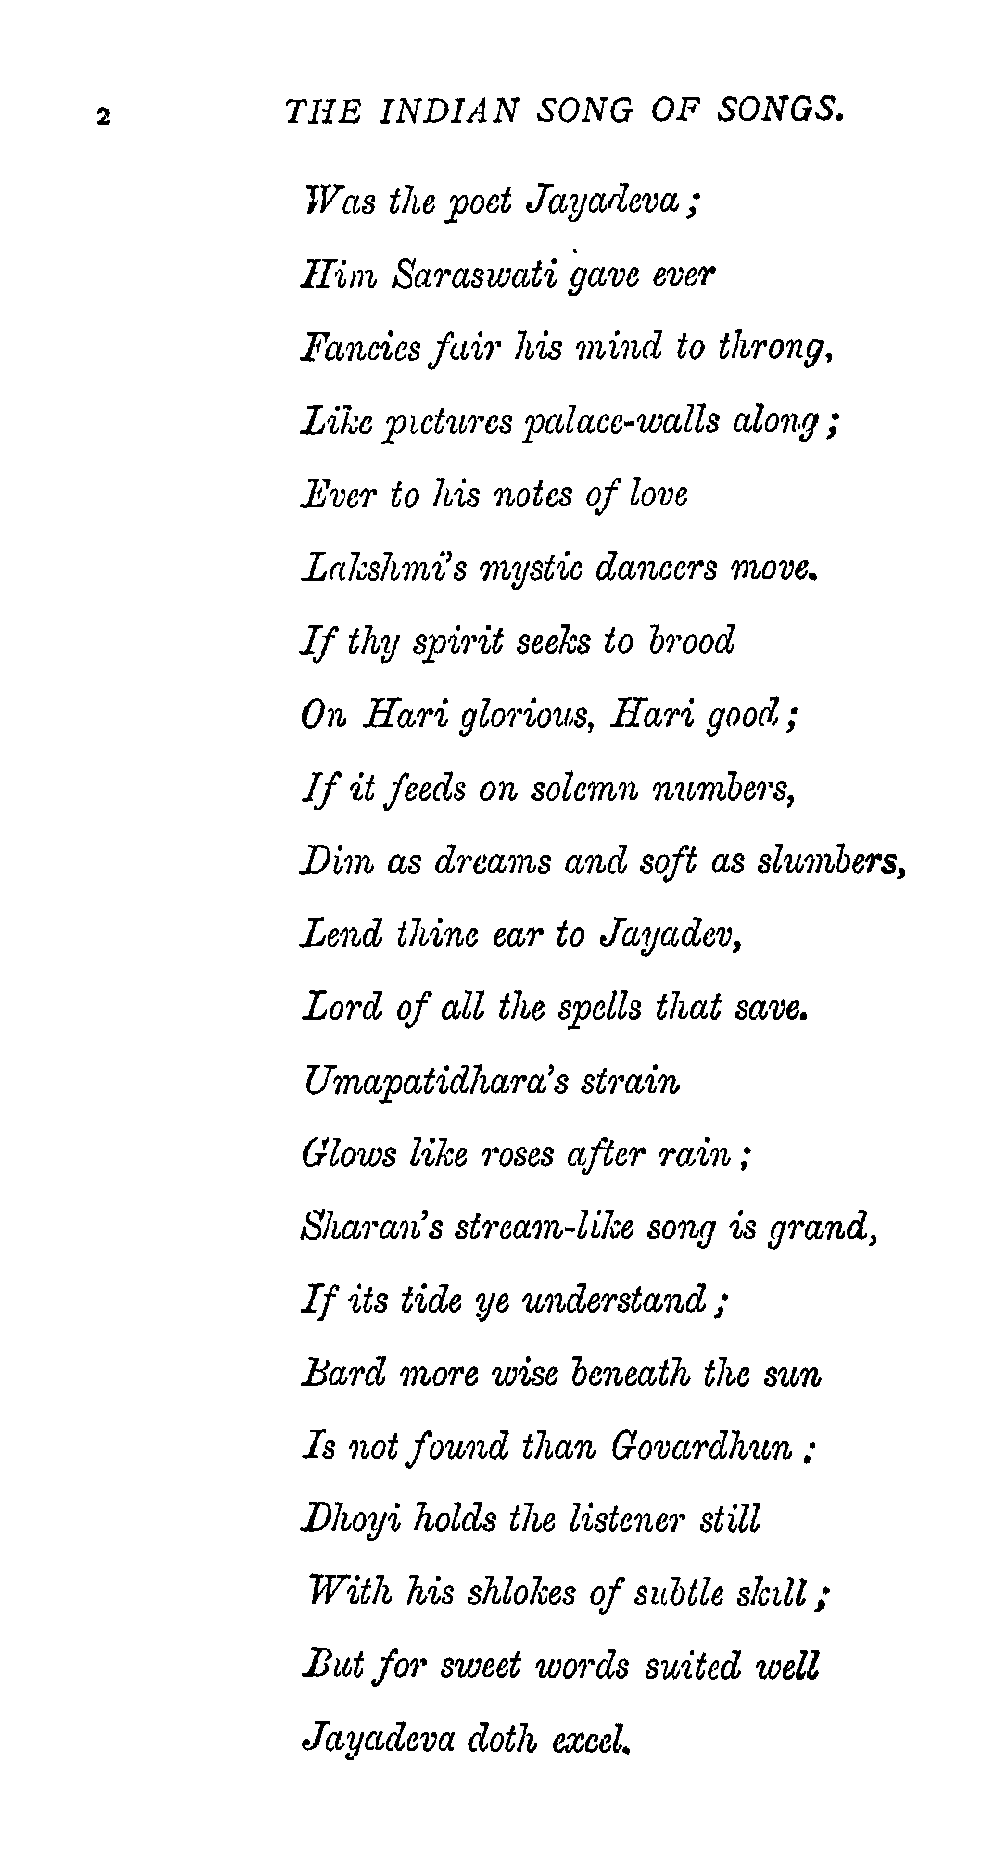 2 THE INDIAN SONG OF SONGS.
Was the poet Jayadeva;
Him Saraswati gave ever
Fancies fair his mind to throng,
Like pictures palace-walls along;
Ever to his notes of love
Lakshmi's mystic dancers move.
If thy spirit seeks to brood
On Hari glorious, Hari good;
If it feeds on solemn numbers,
Dim as dreams and soft as slumbers,
Lend thine ear to Jayadev,
Lord of all the spells that save.
Umapatidhara's strain
Glows like roses after rain;
Sharan's stream-like song is grand,
If its tide ye understand;
Bard more wise beneath the sun
Is not found than Govardhun;
Dhoyi holds the listener still
With his shlokes of subtle skill;
But for sweet words suited well
Jayadeva doth excel.